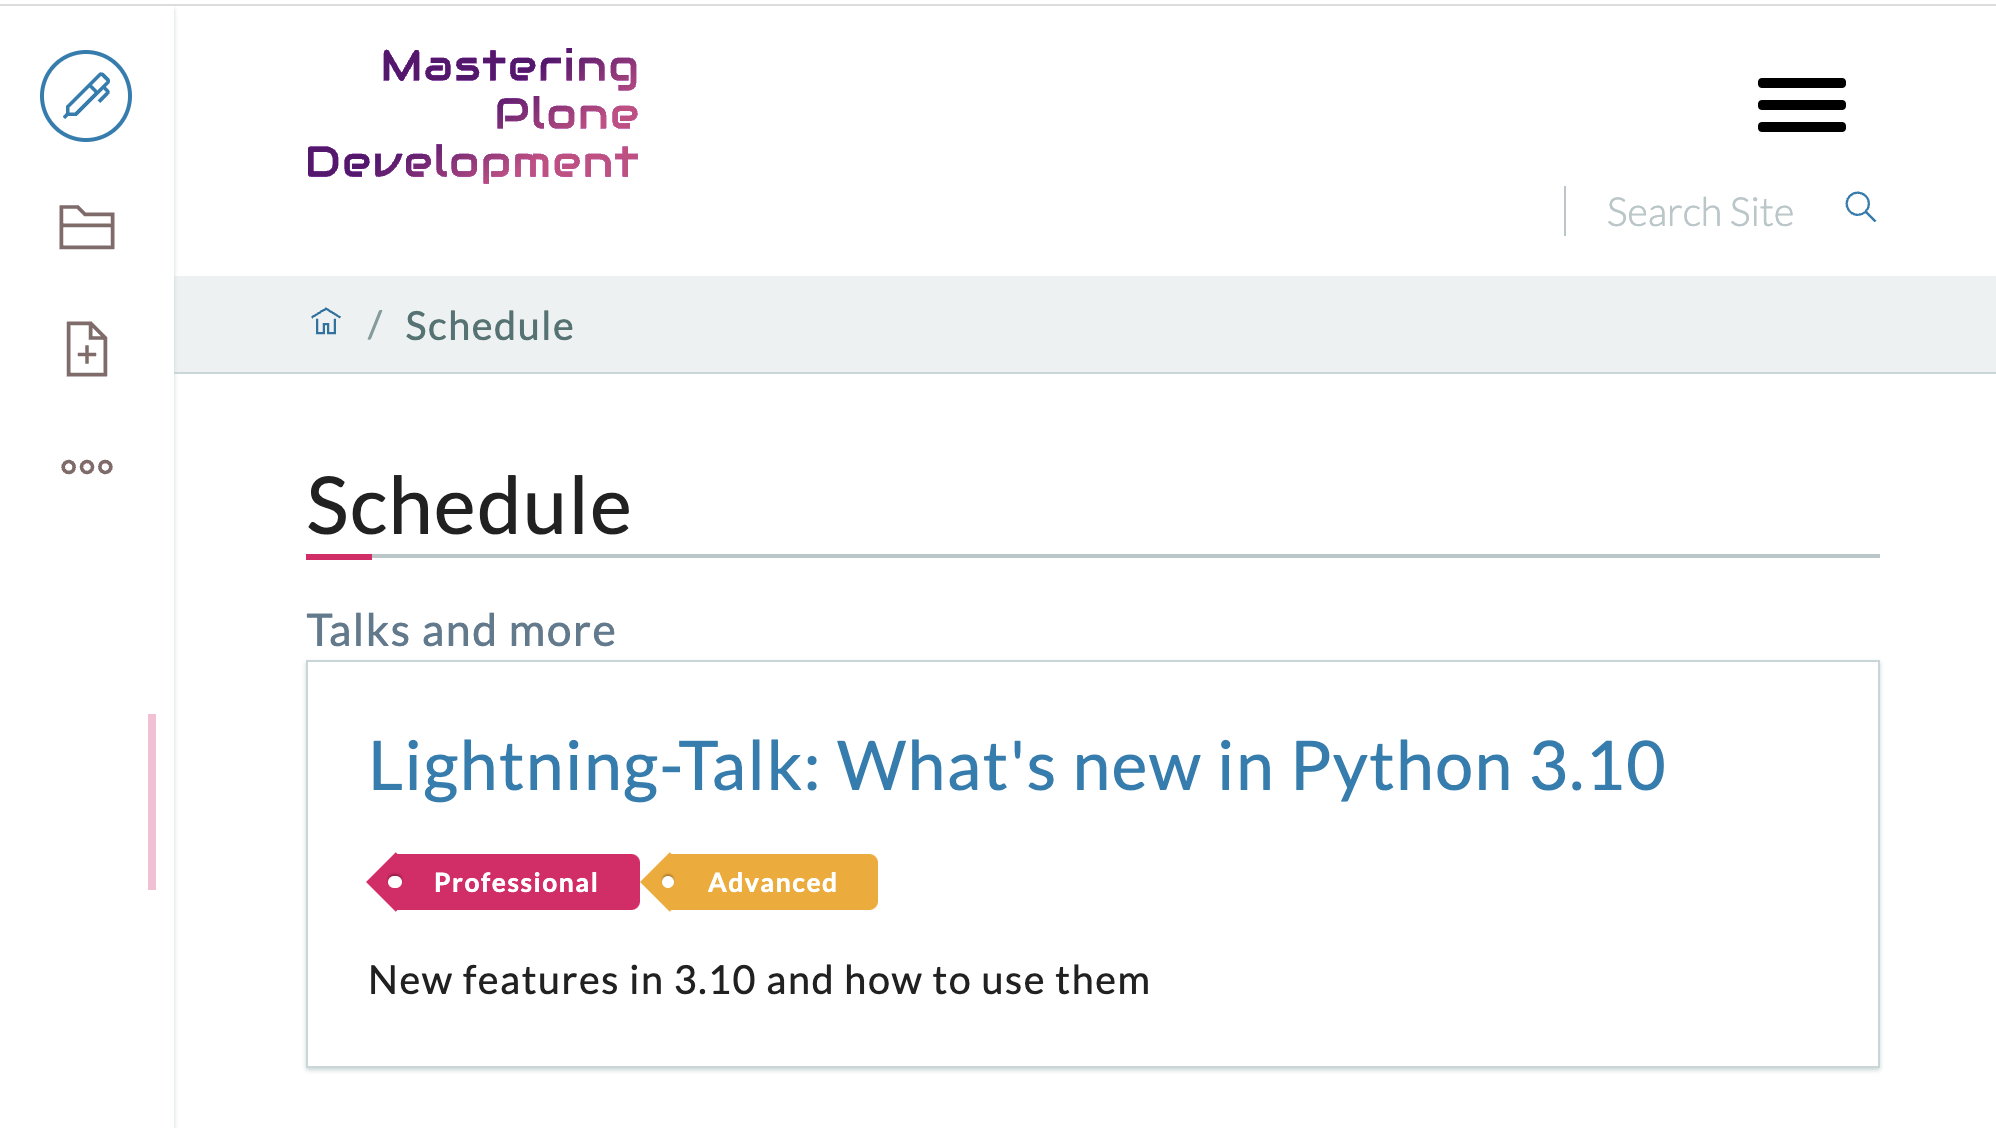 Mastering
Plone
Development
Search Site
/ Schedule
Schedule
Talks and more
Lightning-Talk: What's new in Python 3.10
Professional Advanced
New features in 3.10 and how to use them